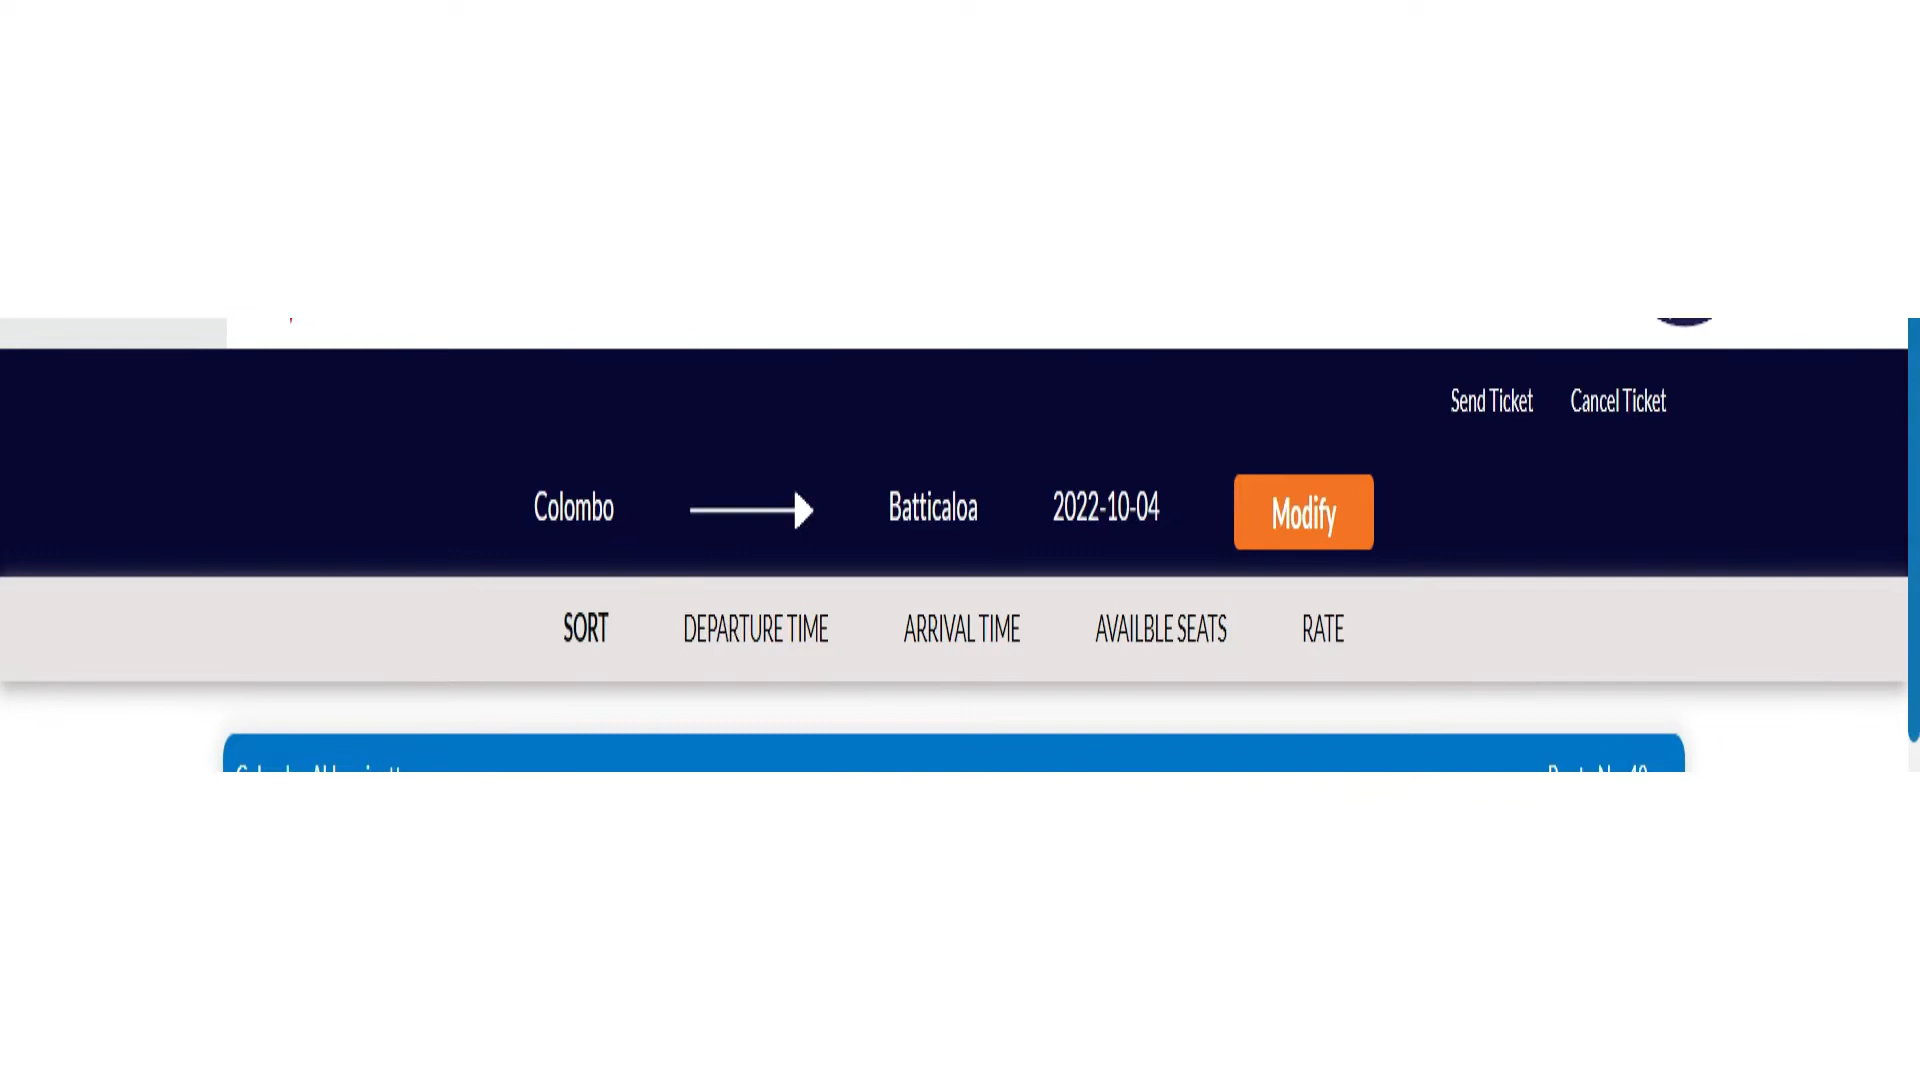 Send Ticket Cancel Ticket
Colombo Batticaloa 2022-10-04 Modify
SORT DEPARTURE TIME ARRIVAL TIME AVAILBLE SEATS RATE